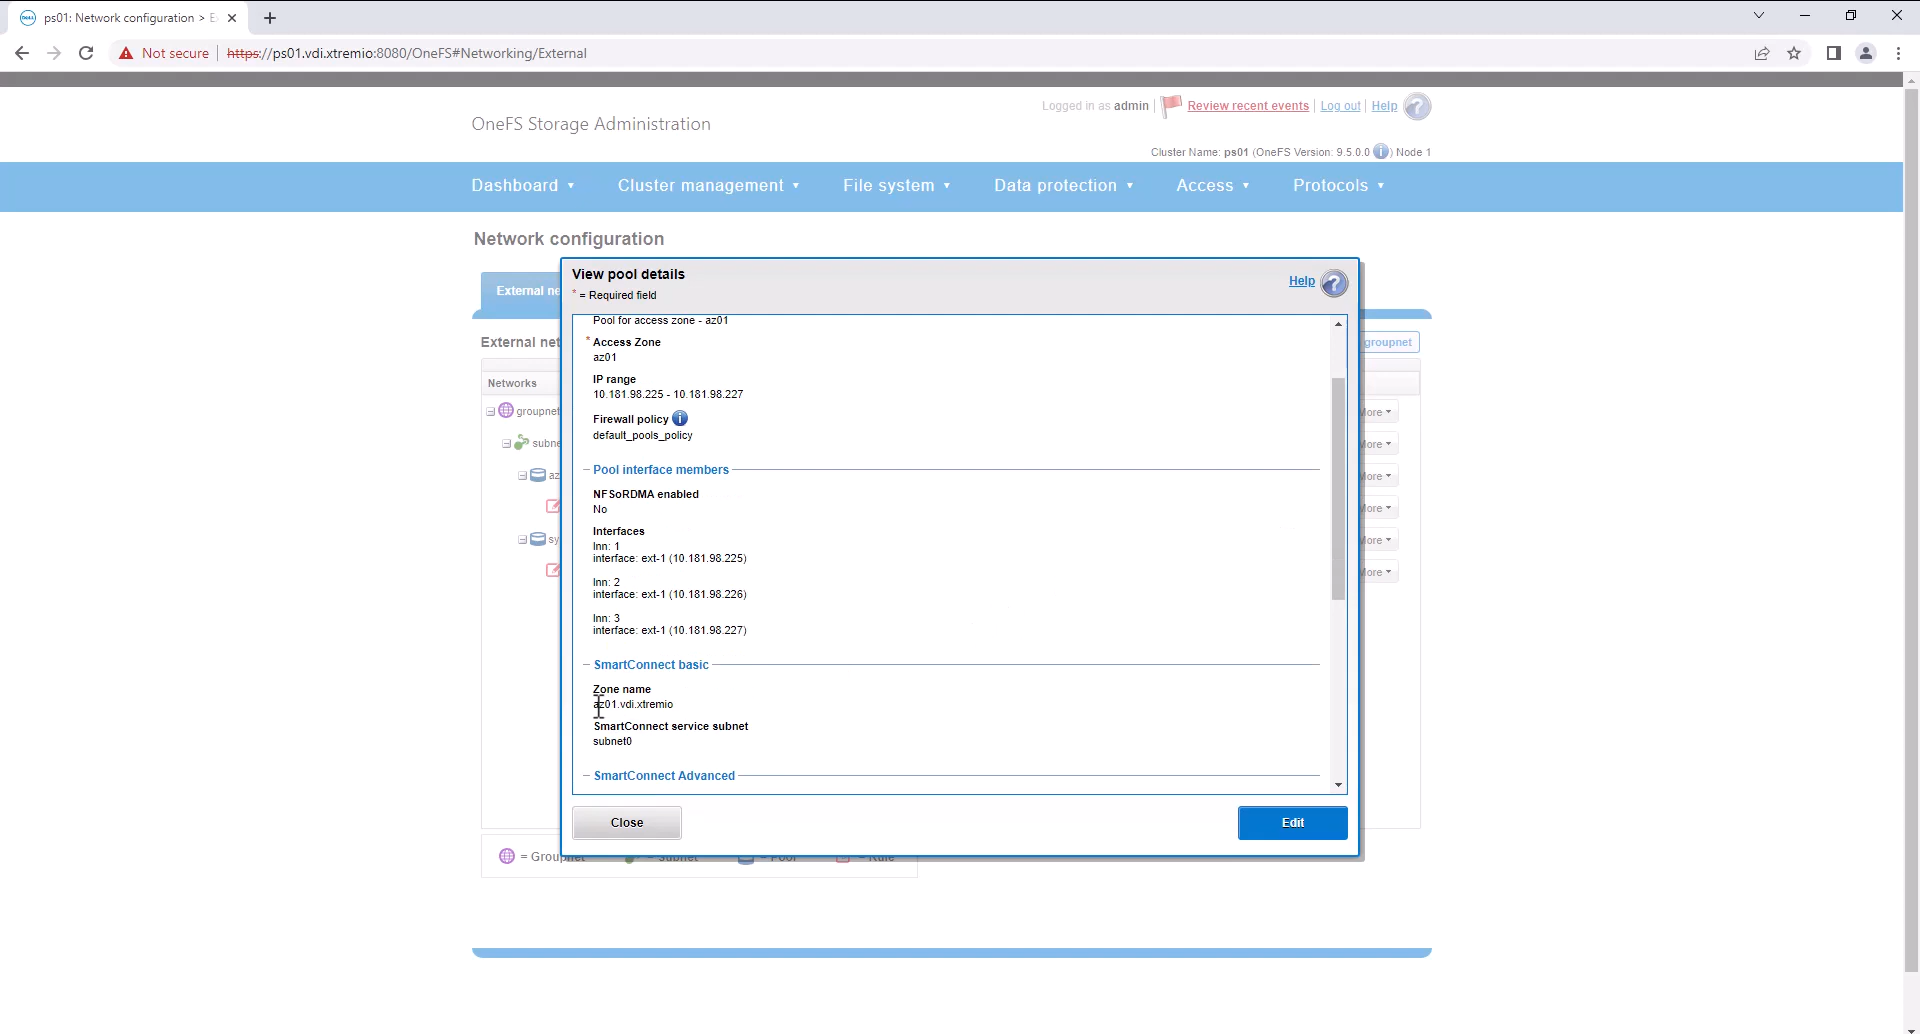 ps01: Network configuration > E
Not secure
https://ps01.vdi.xtremio:8080/OneFS#Networking/External
Logged in as admin
Review recent events
Log out
Help
OneFS Storage Administration
Cluster Name: ps01 (OneFS Version: 9.5.0.0 ) Node 1
Dashboard
Cluster management
File system
Data protection
Access
Protocols
Network configuration
View pool details
* = Required field
Help
External ne
External net
groupnet
Networks
groupnet
subne
az
sy
More
More
More
More
More
More
Pool for access zone - az01
* Access Zone
az01
IP range
10.181.98.225 - 10.181.98.227
Firewall policy
default_pools_policy
Pool interface members
NFSoRDMA enabled
No
Interfaces
lnn: 1
interface: ext-1 (10.181.98.225)
lnn: 2
interface: ext-1 (10.181.98.226)
lnn: 3
interface: ext-1 (10.181.98.227)
SmartConnect basic
Zone name
az01.vdi.xtremio
SmartConnect service subnet
subnet0
SmartConnect Advanced
Close
Edit
= Groupnet
= Subnet
= Pool
= Rule